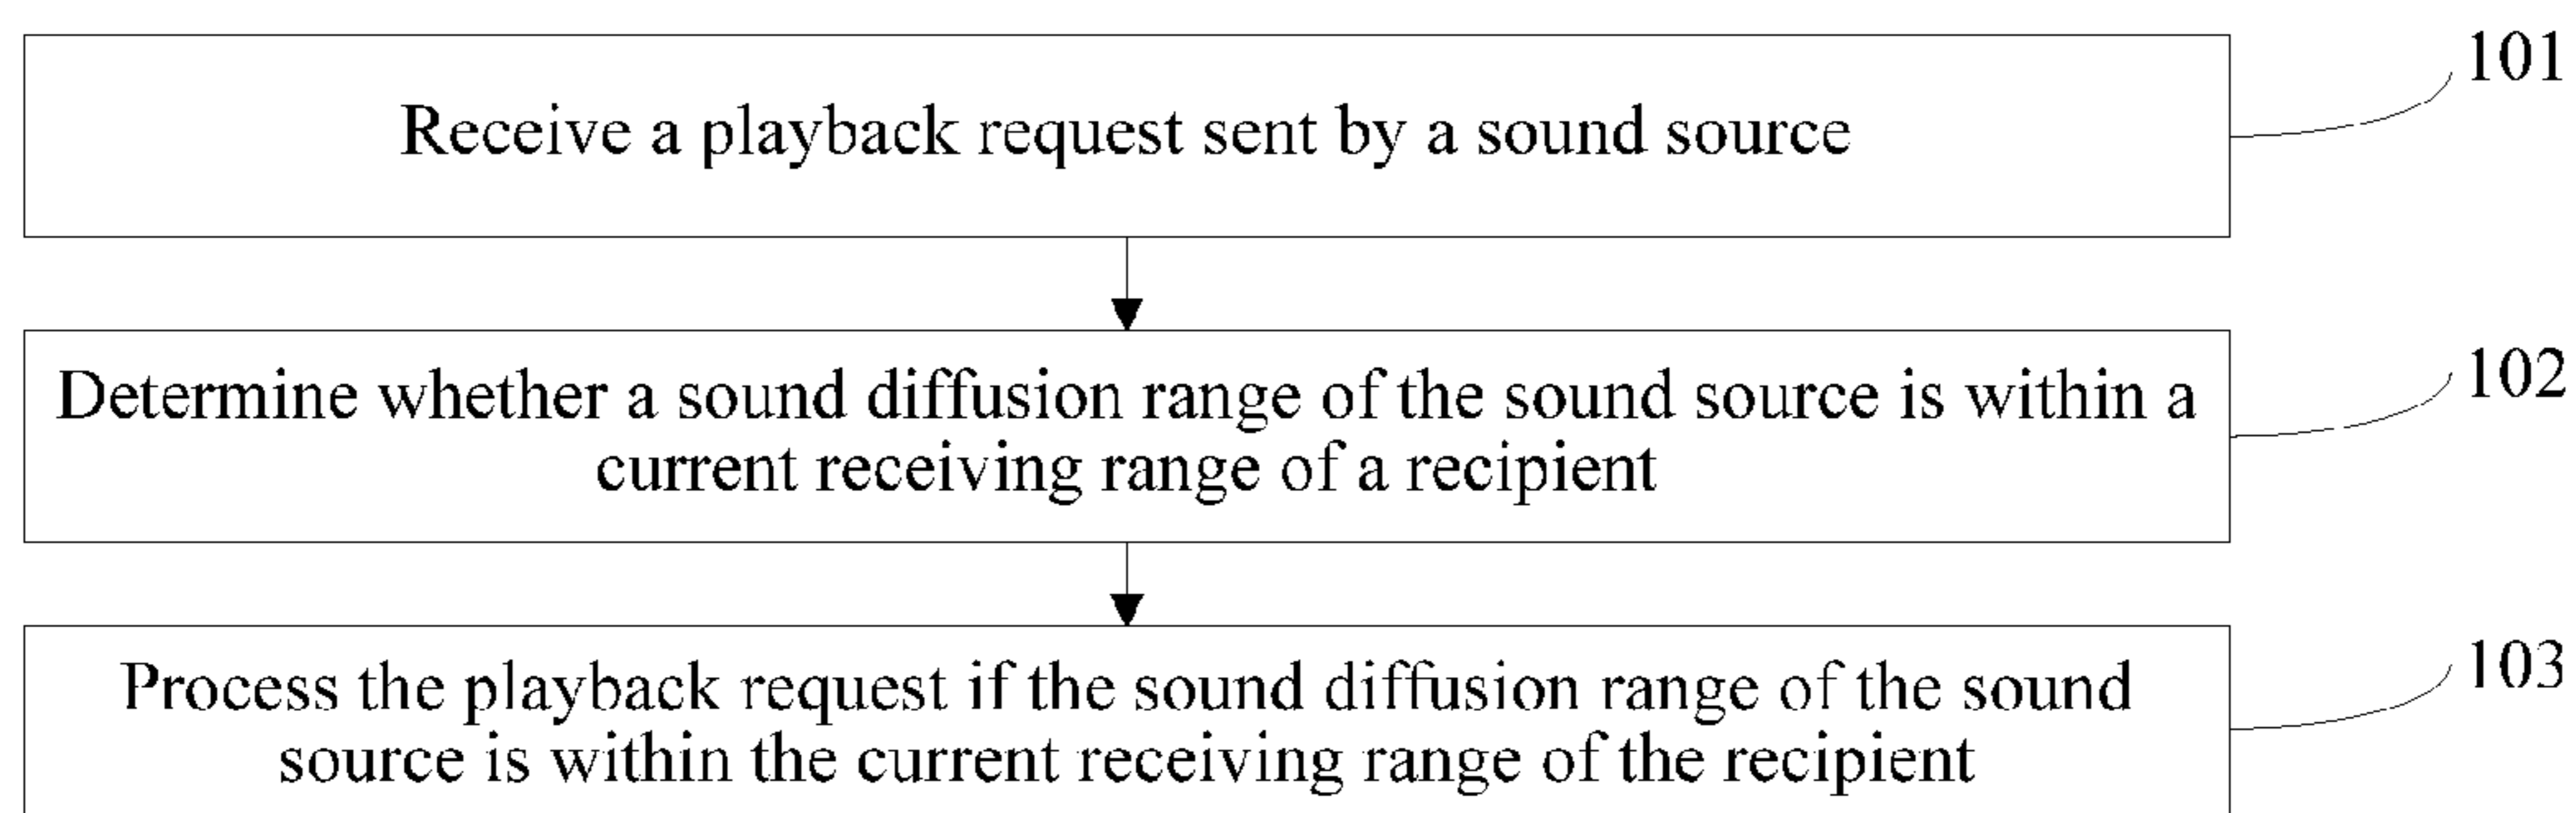 Receive a playback request sent by a sound source
101
Determine whether a sound diffusion range of the sound source is within a
current receiving range of a recipient
102
Process the playback request if the sound diffusion range of the sound
source is within the current receiving range of the recipient
103